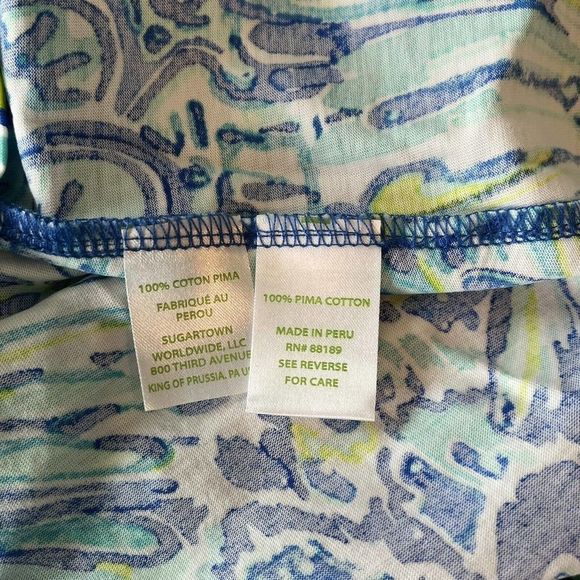 100% COTON PIMA
FABRIQUÉ AU
PEROU
SUGARTOWN
WORLDWIDE, LLC
800 THIRD AVENUE
KING OF PRUSSIA, PA
100% PIMA COTTON
MADE IN PERU
RN# 88189
SEE REVERSE
FOR CARE